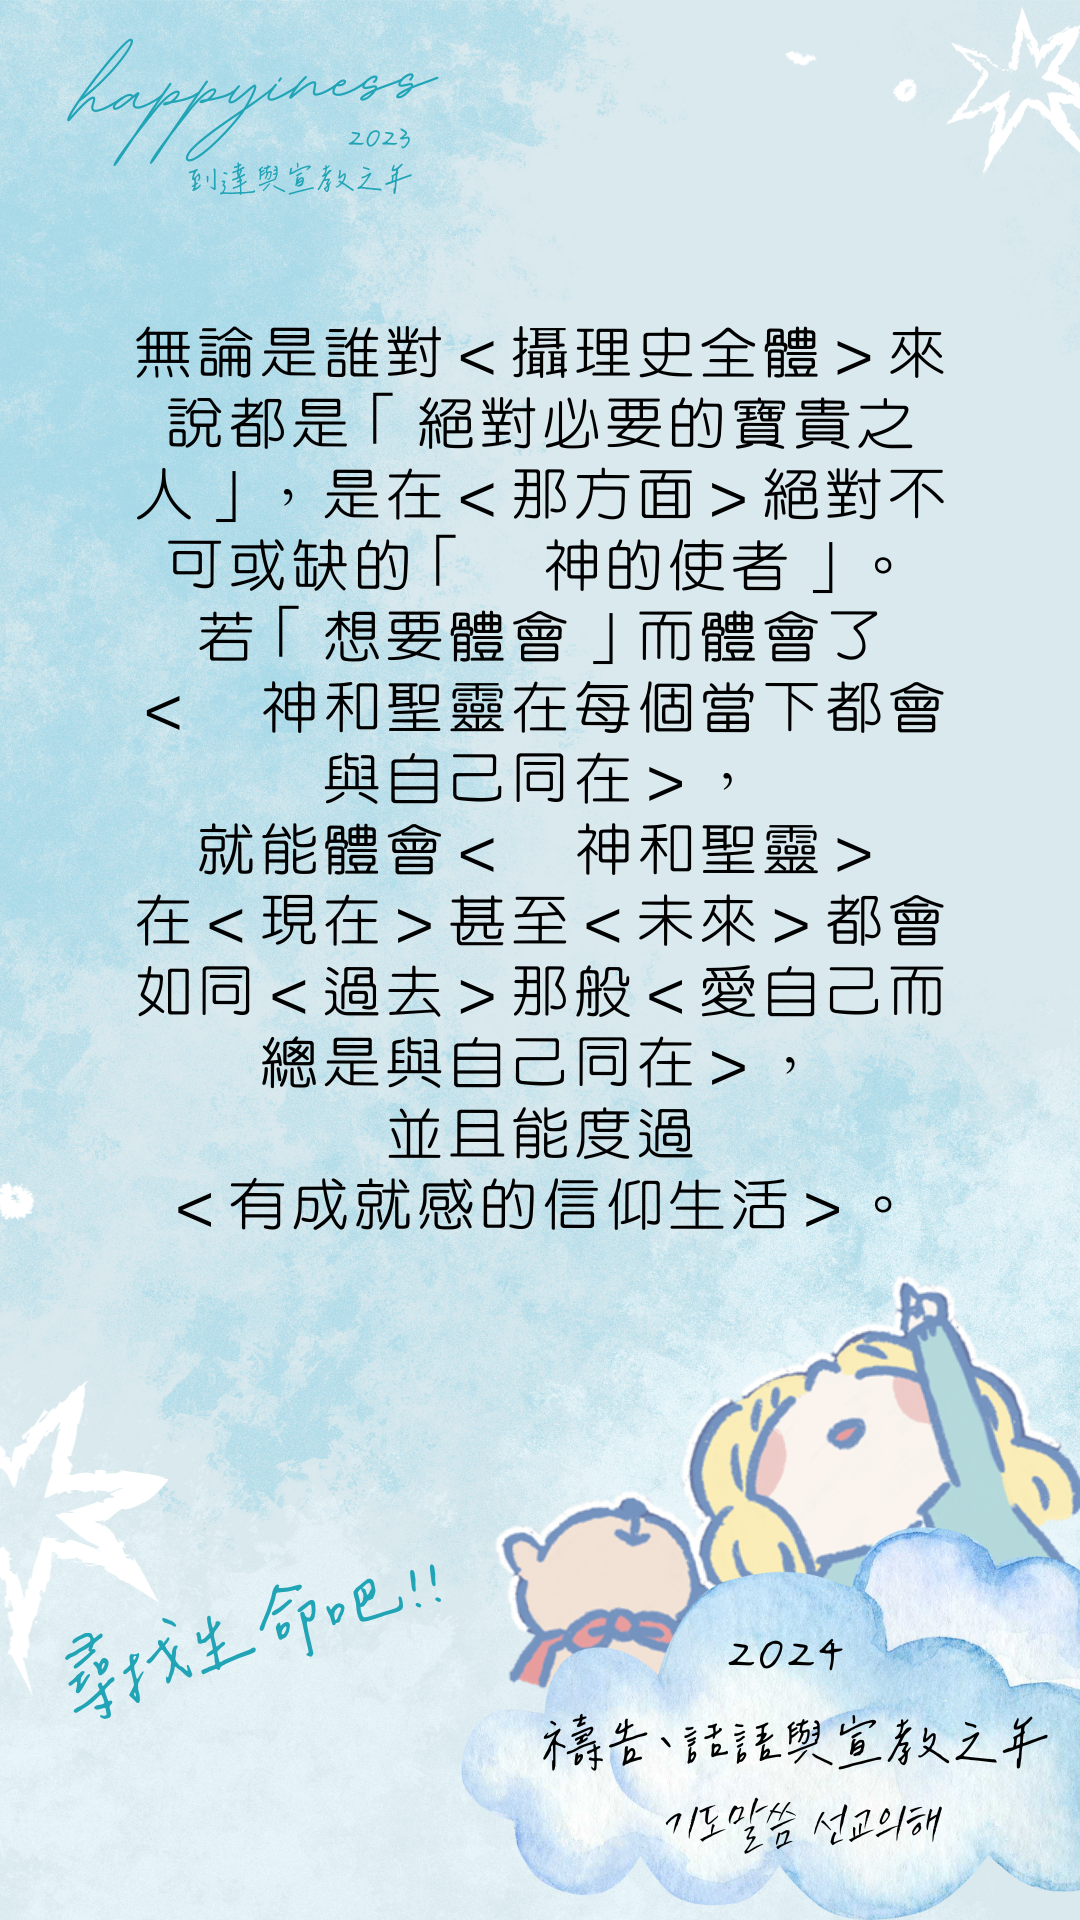 happyiness
2023
到達與宣教之年
無論是誰對＜攝理史全體＞來
說都是「絕對必要的寶貴之
人」，是在＜那方面＞絕對不
可或缺的「　神的使者」。
若「想要體會」而體會了
＜　神和聖靈在每個當下都會
與自己同在＞，
就能體會＜　神和聖靈＞
在＜現在＞甚至＜未來＞都會
如同＜過去＞那般＜愛自己而
總是與自己同在＞，
並且能度過
＜有成就感的信仰生活＞。
尋找生命吧!!
2024
禱告、話語與宣教之年
기도말씀 선교의해